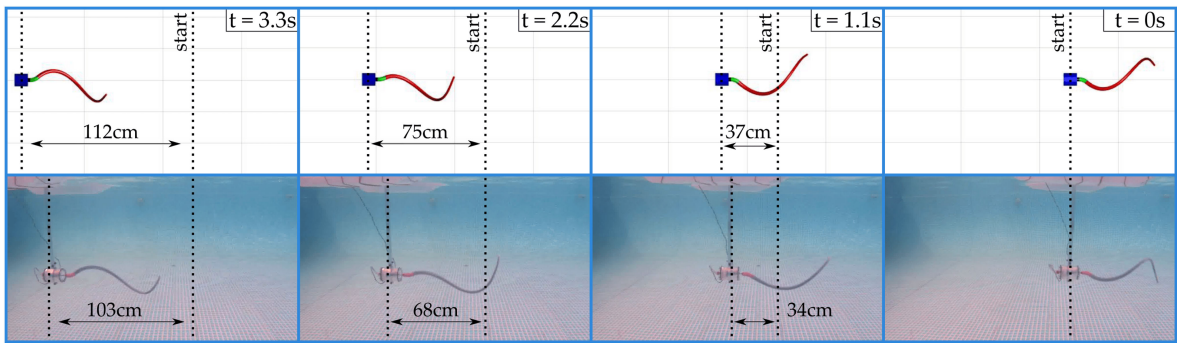 start
t = 3.3s
112cm
start
t = 2.2s
75cm
start
t = 1.1s
37cm
start
t = 0s
103cm
68cm
34cm